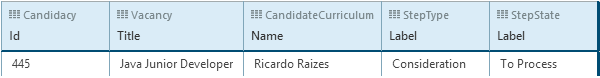 Candidacy Vacancy CandidateCurriculum StepType StepState
Id Title Name Label Label
445 Java Junior Developer Ricardo Raizes Consideration To Process